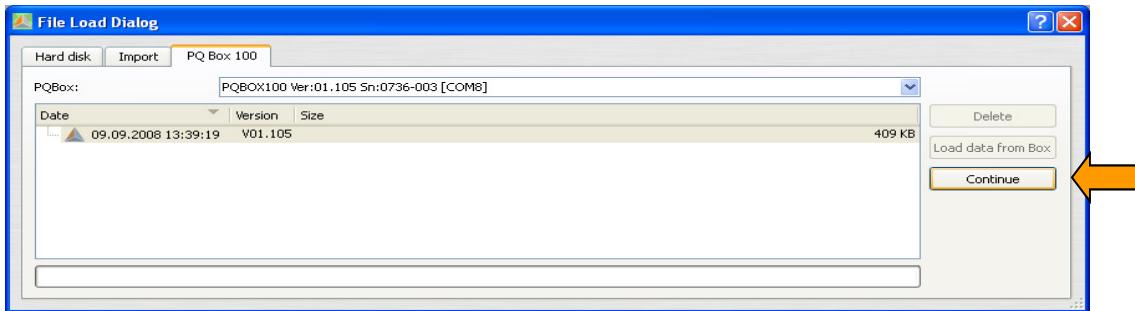 File Load Dialog
Hard disk Import PQ Box 100
PQBox: PQBOX100 Ver:01.105 Sn:0736-003 [COM8]
Date Version Size
09.09.2008 13:39:19 V01.105 409 KB
Delete
Load data from Box
Continue